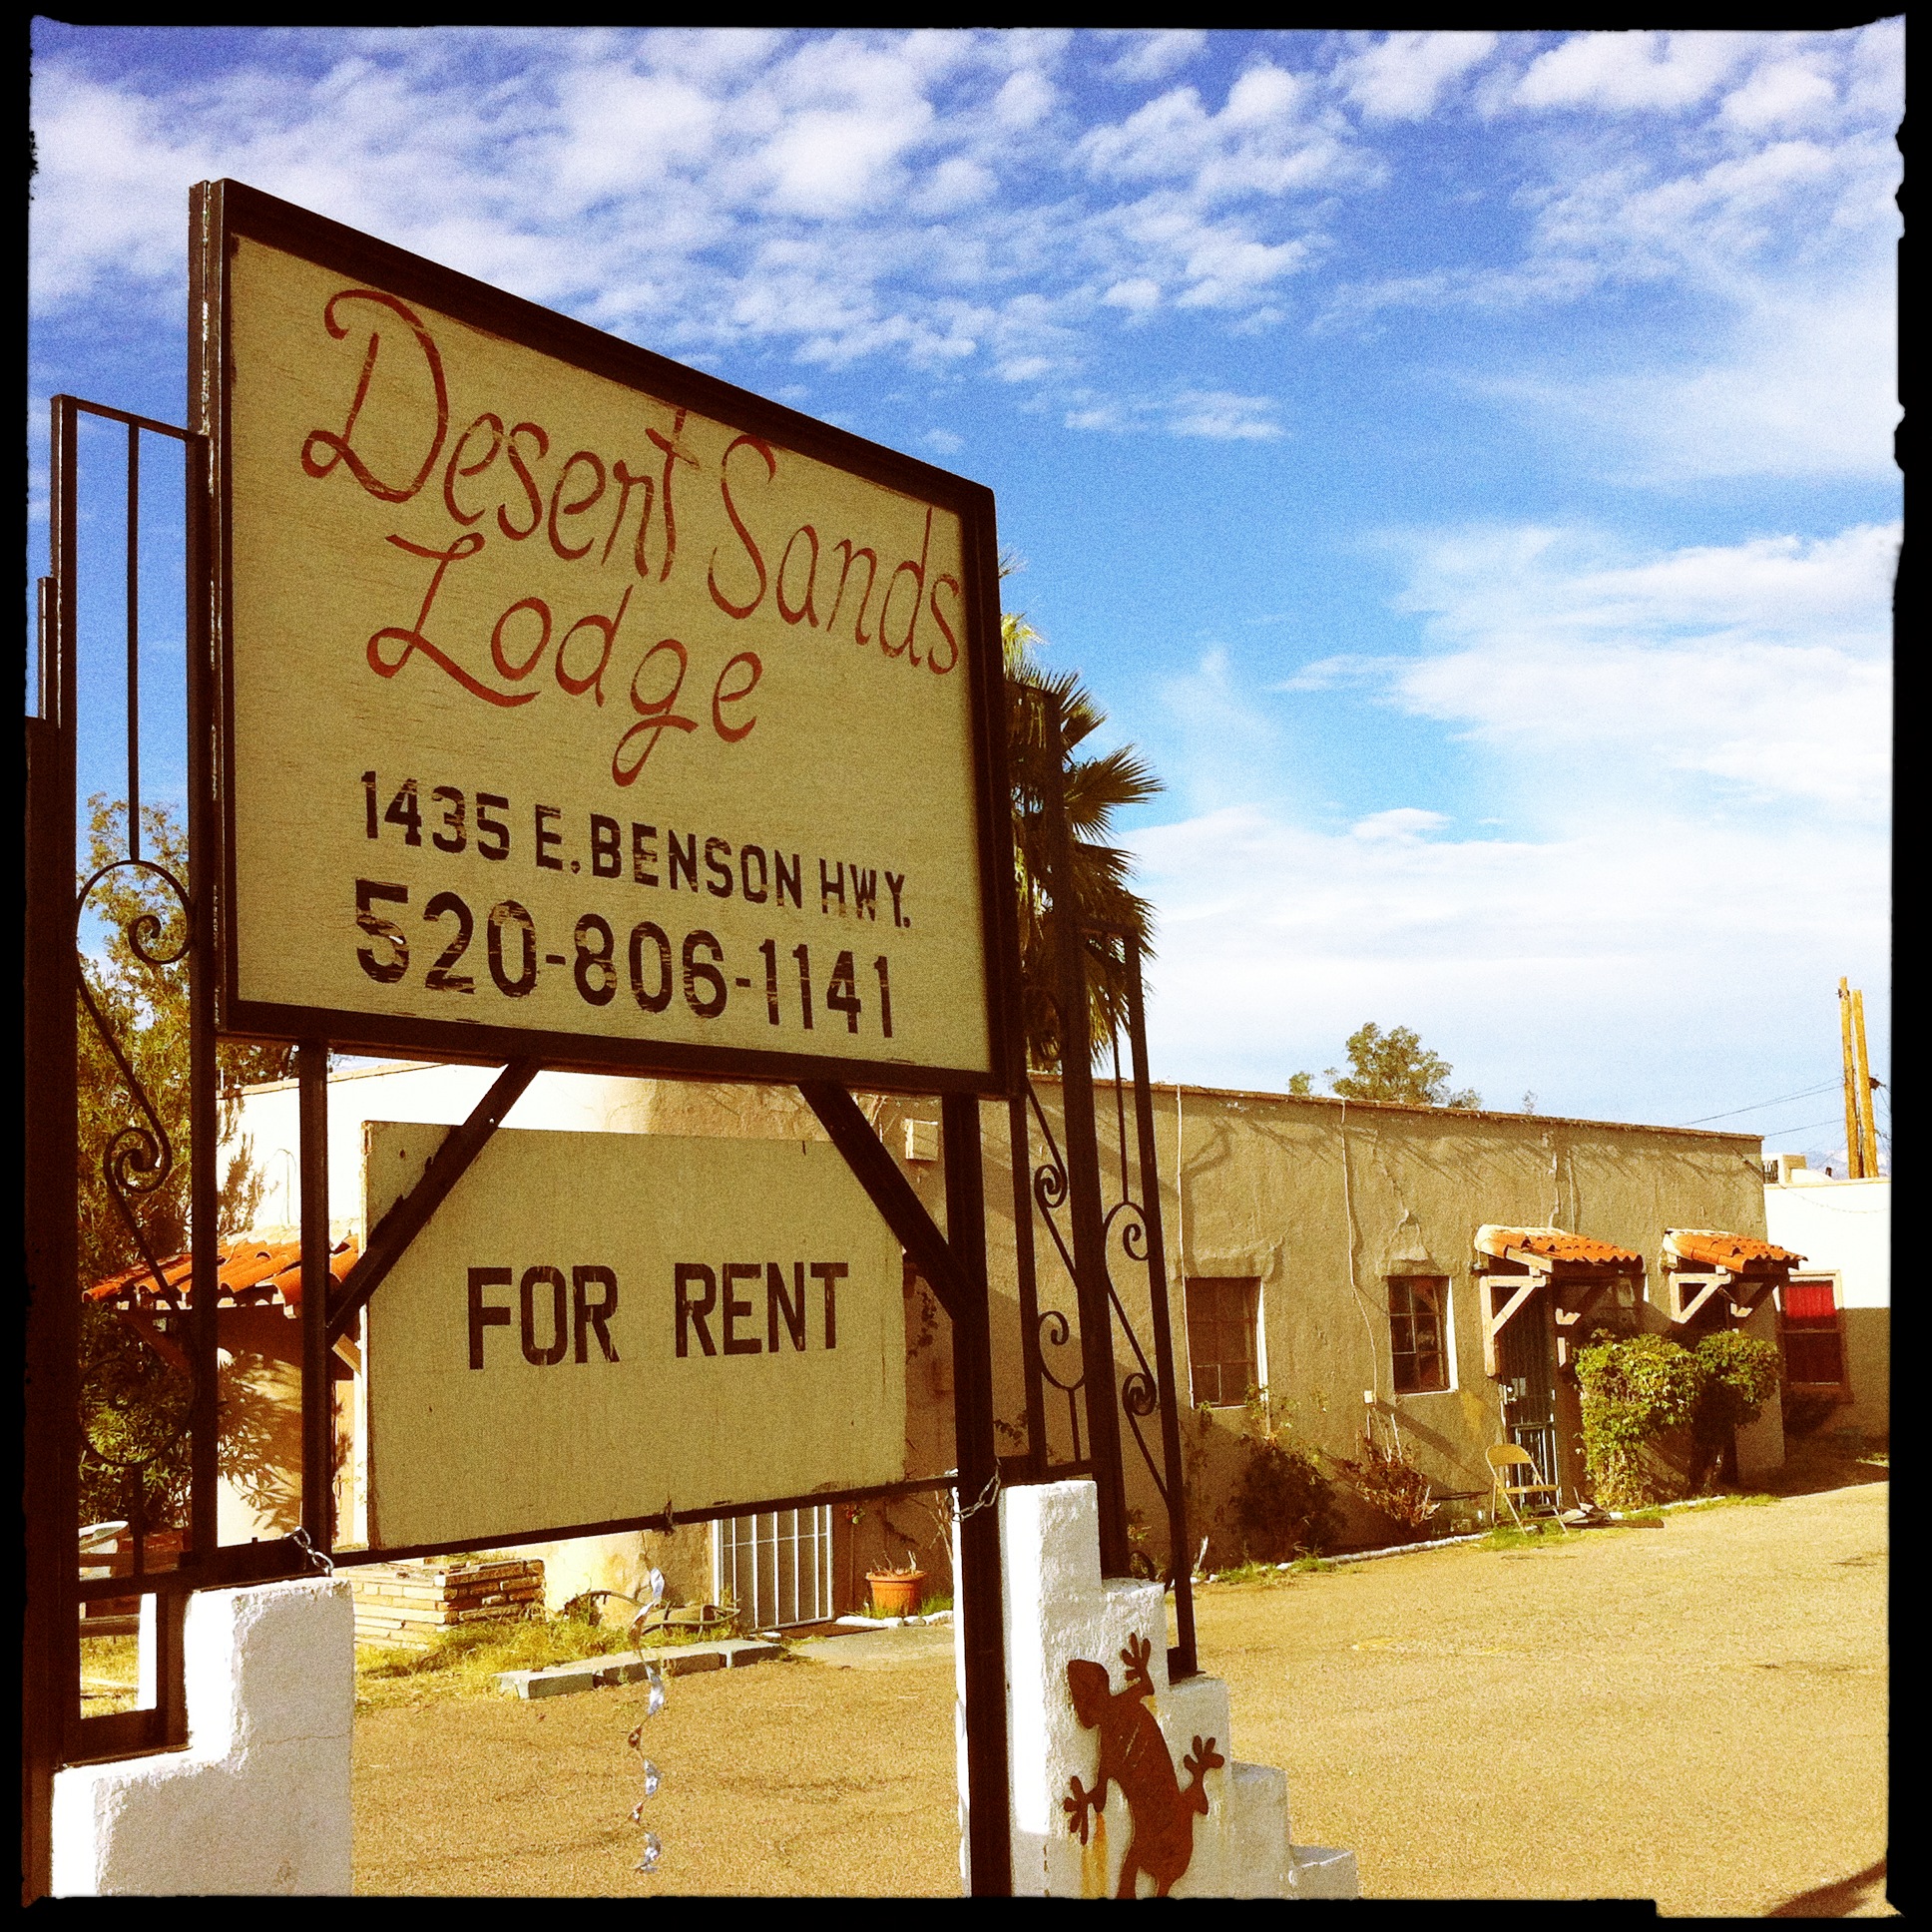 Desert Sands
Lodge
1435 E. BENSON HWY.
520-806-1141
FOR RENT